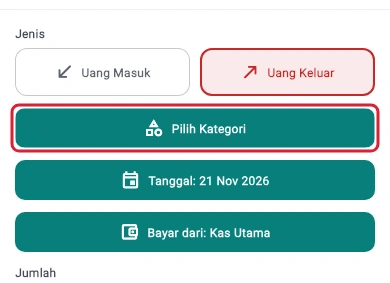 Jenis
Uang Masuk
Uang Keluar
Pilih Kategori
Tanggal: 21 Nov 2026
Bayar dari: Kas Utama
Jumlah